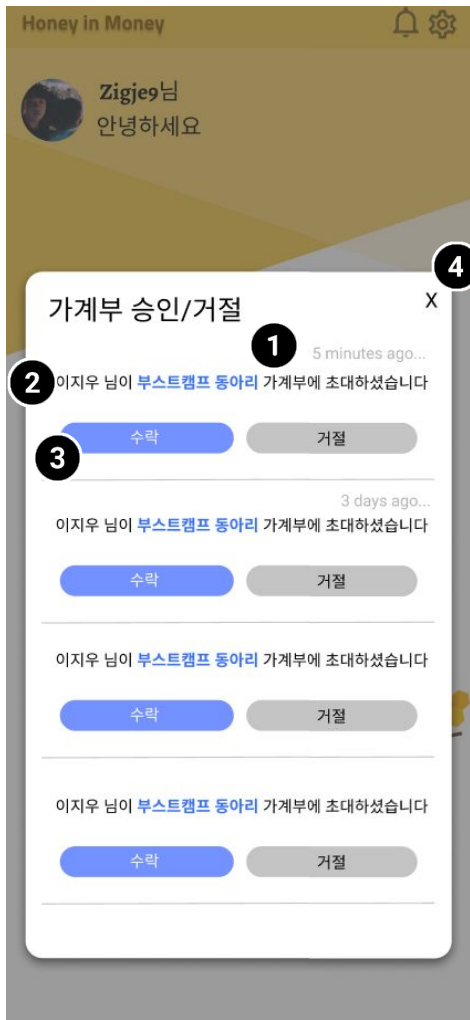 Honey in Money
Zigje9님
안녕하세요
4
가계부 승인/거절
X
1
5 minutes ago...
2
이지우 님이 부스트캠프 동아리 가계부에 초대하셨습니다
3
수락
거절
3 days ago...
이지우 님이 부스트캠프 동아리 가계부에 초대하셨습니다
수락
거절
이지우 님이 부스트캠프 동아리 가계부에 초대하셨습니다
수락
거절
이지우 님이 부스트캠프 동아리 가계부에 초대하셨습니다
수락
거절